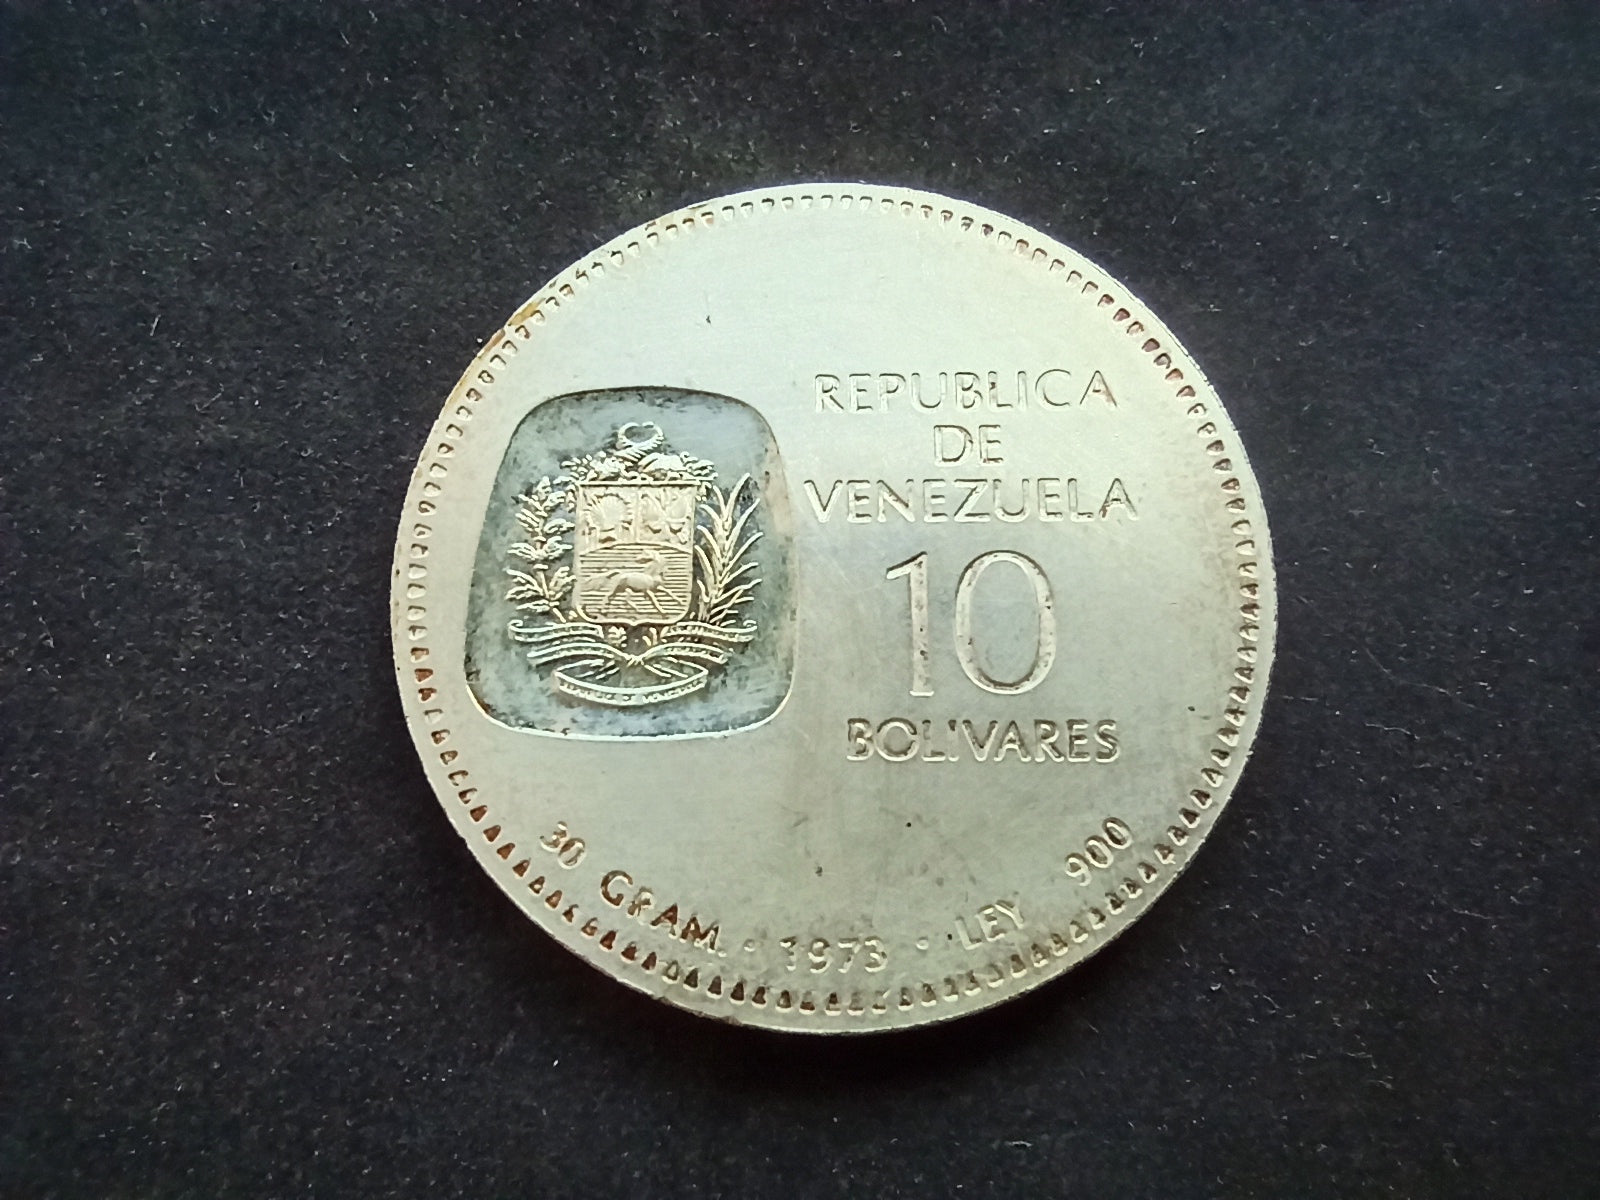 REPUBLICA
DE
VENEZUELA
10
BOLIVARES
30 GRAM. • 1973 • LEY 900